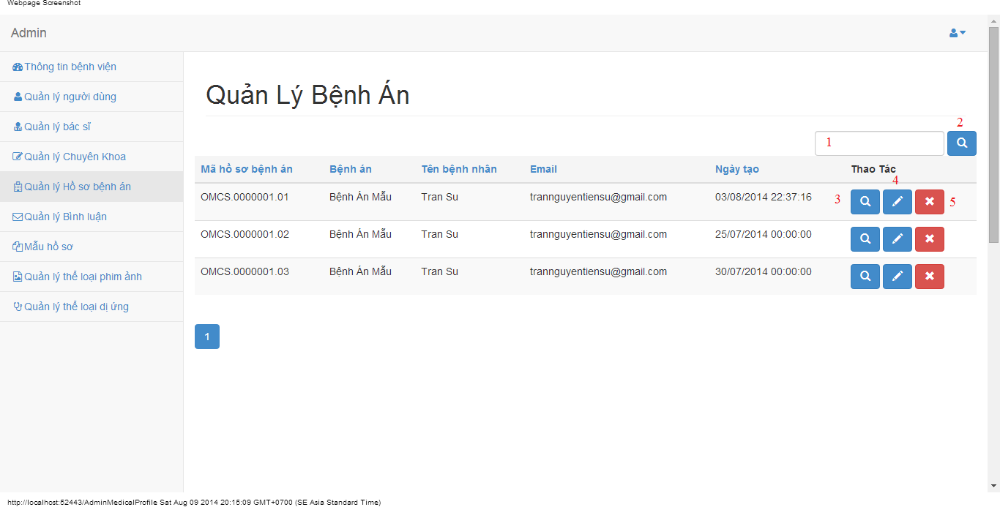 Webpage Screenshot
Admin
Thông tin bệnh viện
Quản lý người dùng
Quản lý bác sĩ
Quản lý Chuyên Khoa
Quản lý Hồ sơ bệnh án
Quản lý Bình luận
Mẫu hồ sơ
Quản lý thể loại phim ảnh
Quản lý thể loại dị ứng
Quản Lý Bệnh Án
2
1
Mã hồ sơ bệnh án Bệnh án Tên bệnh nhân Email Ngày tạo Thao Tác
4
OMCS.0000001.01 Bệnh Án Mẫu Tran Su trannguyentiensu@gmail.com 03/08/2014 22:37:16 3 5
OMCS.0000001.02 Bệnh Án Mẫu Tran Su trannguyentiensu@gmail.com 25/07/2014 00:00:00
OMCS.0000001.03 Bệnh Án Mẫu Tran Su trannguyentiensu@gmail.com 30/07/2014 00:00:00
1
http://localhost:52443/AdminMedicalProfile Sat Aug 09 2014 20:15:09 GMT+0700 (SE Asia Standard Time)